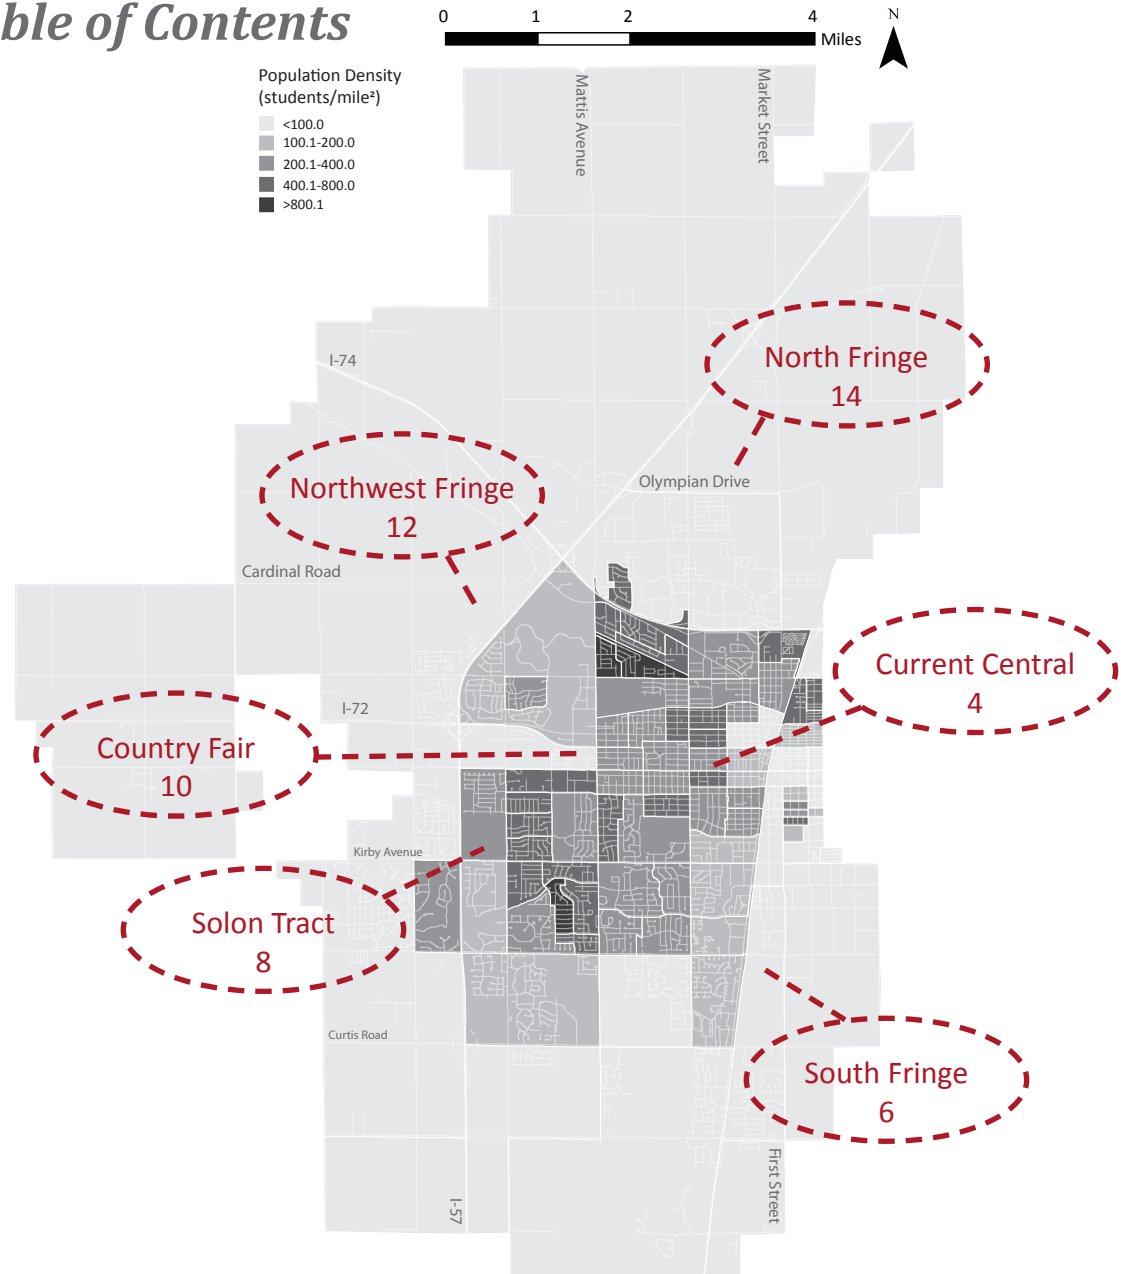 ble of Contents
0 1 2 4
Miles
N
Population Density
(students/mile²)
<100.0
100.1-200.0
200.1-400.0
400.1-800.0
>800.1
Mattis Avenue
Market Street
I-74
North Fringe
14
Northwest Fringe
12
Olympian Drive
Cardinal Road
Current Central
4
I-72
Country Fair
10
Kirby Avenue
Solon Tract
8
Curtis Road
South Fringe
6
First Street
I-57